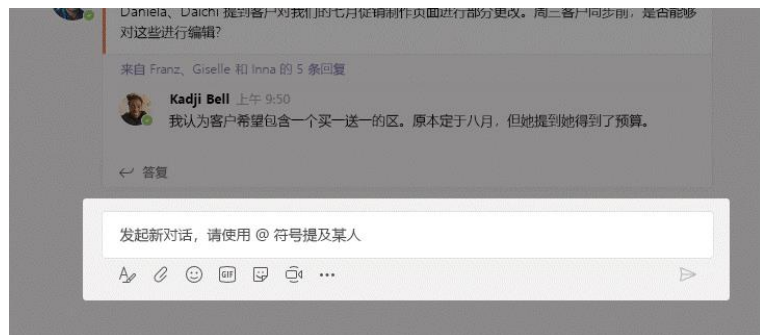 Daniela、Daichi 提到客户对我们的七月促销制作页面进行部分更改。周三客户同步前，是否能够
对这些进行编辑?
来自 Franz、Giselle 和 Inna 的 5 条回复
Kadji Bell 上午 9:50
我认为客户希望包含一个买一送一的区。原本定于八月，但她提到她得到了预算。
答复
发起新对话，请使用 @ 符号提及某人
GIF